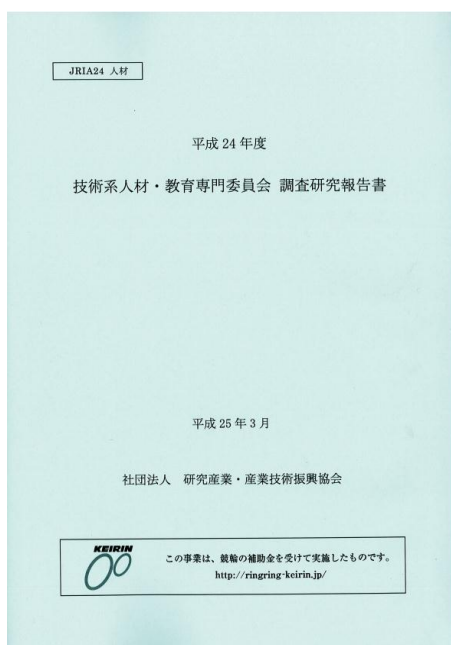 JRIA24 人材
平成 24 年度
技術系人材・教育専門委員会 調査研究報告書
平成 25 年 3 月
社団法人 研究産業・産業技術振興協会
KEIRIN
この事業は、競輪の補助金を受けて実施したものです。
http://ringring-keirin.jp/